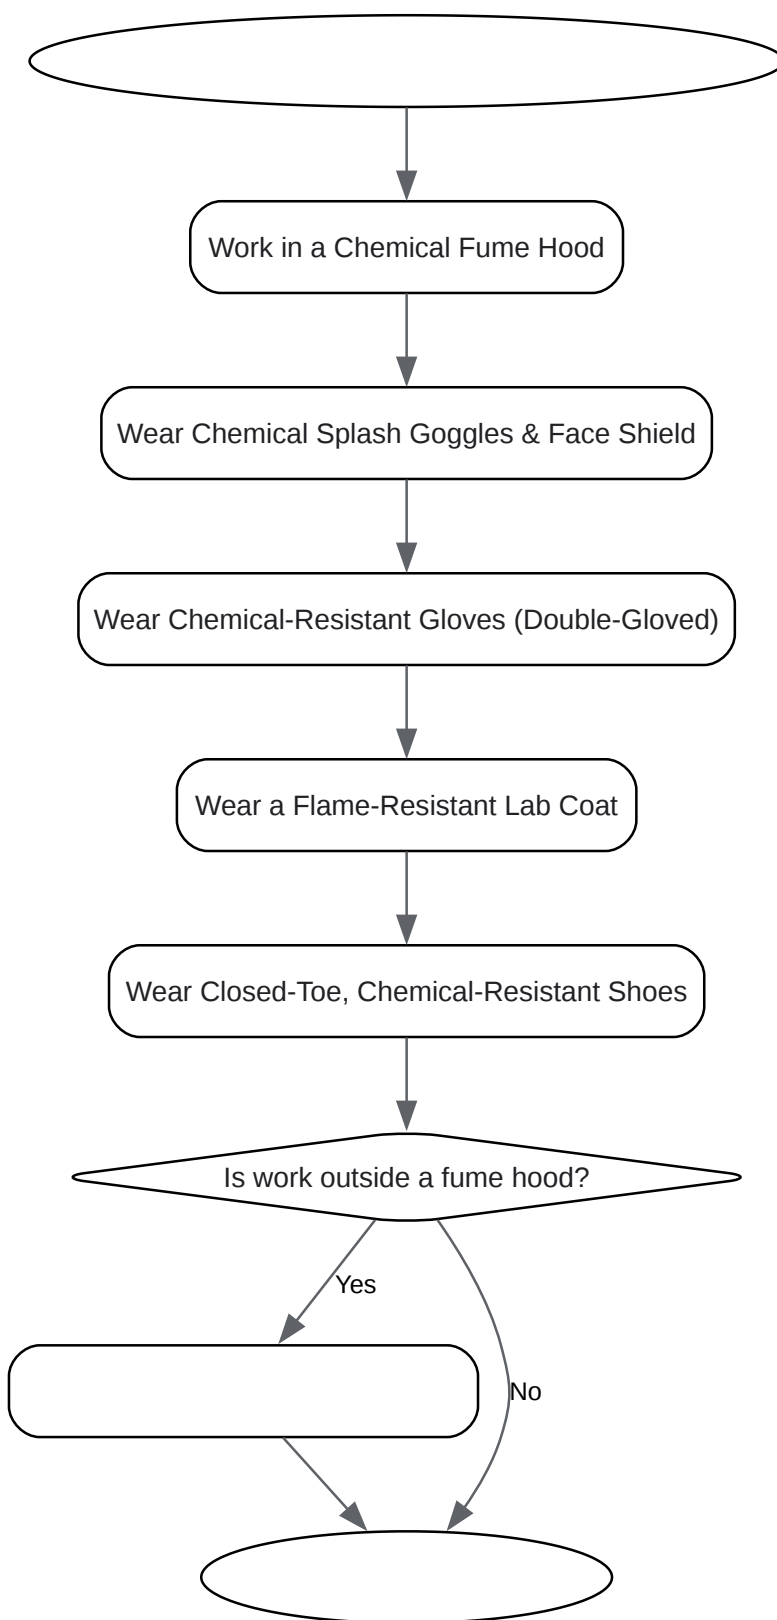 Work in a Chemical Fume Hood
Wear Chemical Splash Goggles & Face Shield
Wear Chemical-Resistant Gloves (Double-Gloved)
Wear a Flame-Resistant Lab Coat
Wear Closed-Toe, Chemical-Resistant Shoes
Is work outside a fume hood?
Yes
No